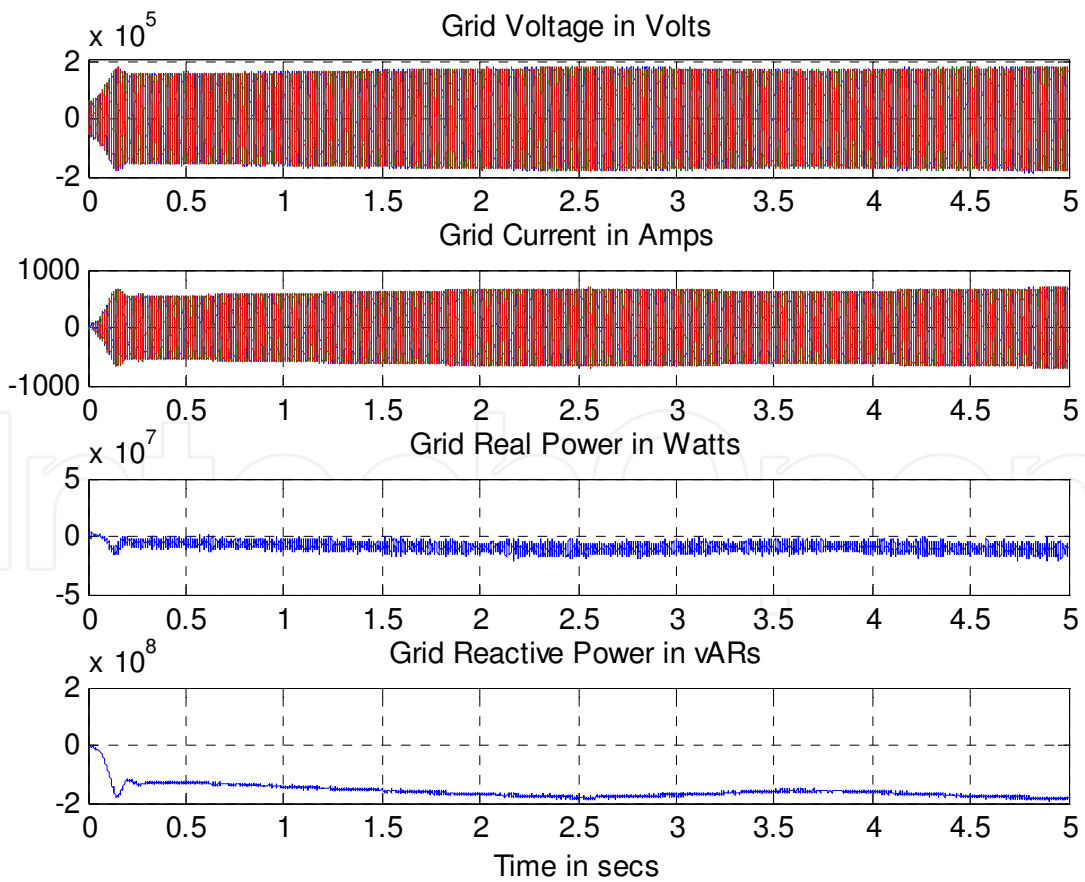 Grid Voltage in Volts
x 10^5
2
0
-2
0 0.5 1 1.5 2 2.5 3 3.5 4 4.5 5
Grid Current in Amps
1000
0
-1000
0 0.5 1 1.5 2 2.5 3 3.5 4 4.5 5
Grid Real Power in Watts
x 10^7
5
0
-5
0 0.5 1 1.5 2 2.5 3 3.5 4 4.5 5
Grid Reactive Power in vARs
x 10^8
2
0
-2
0 0.5 1 1.5 2 2.5 3 3.5 4 4.5 5
Time in secs
IntechOpen